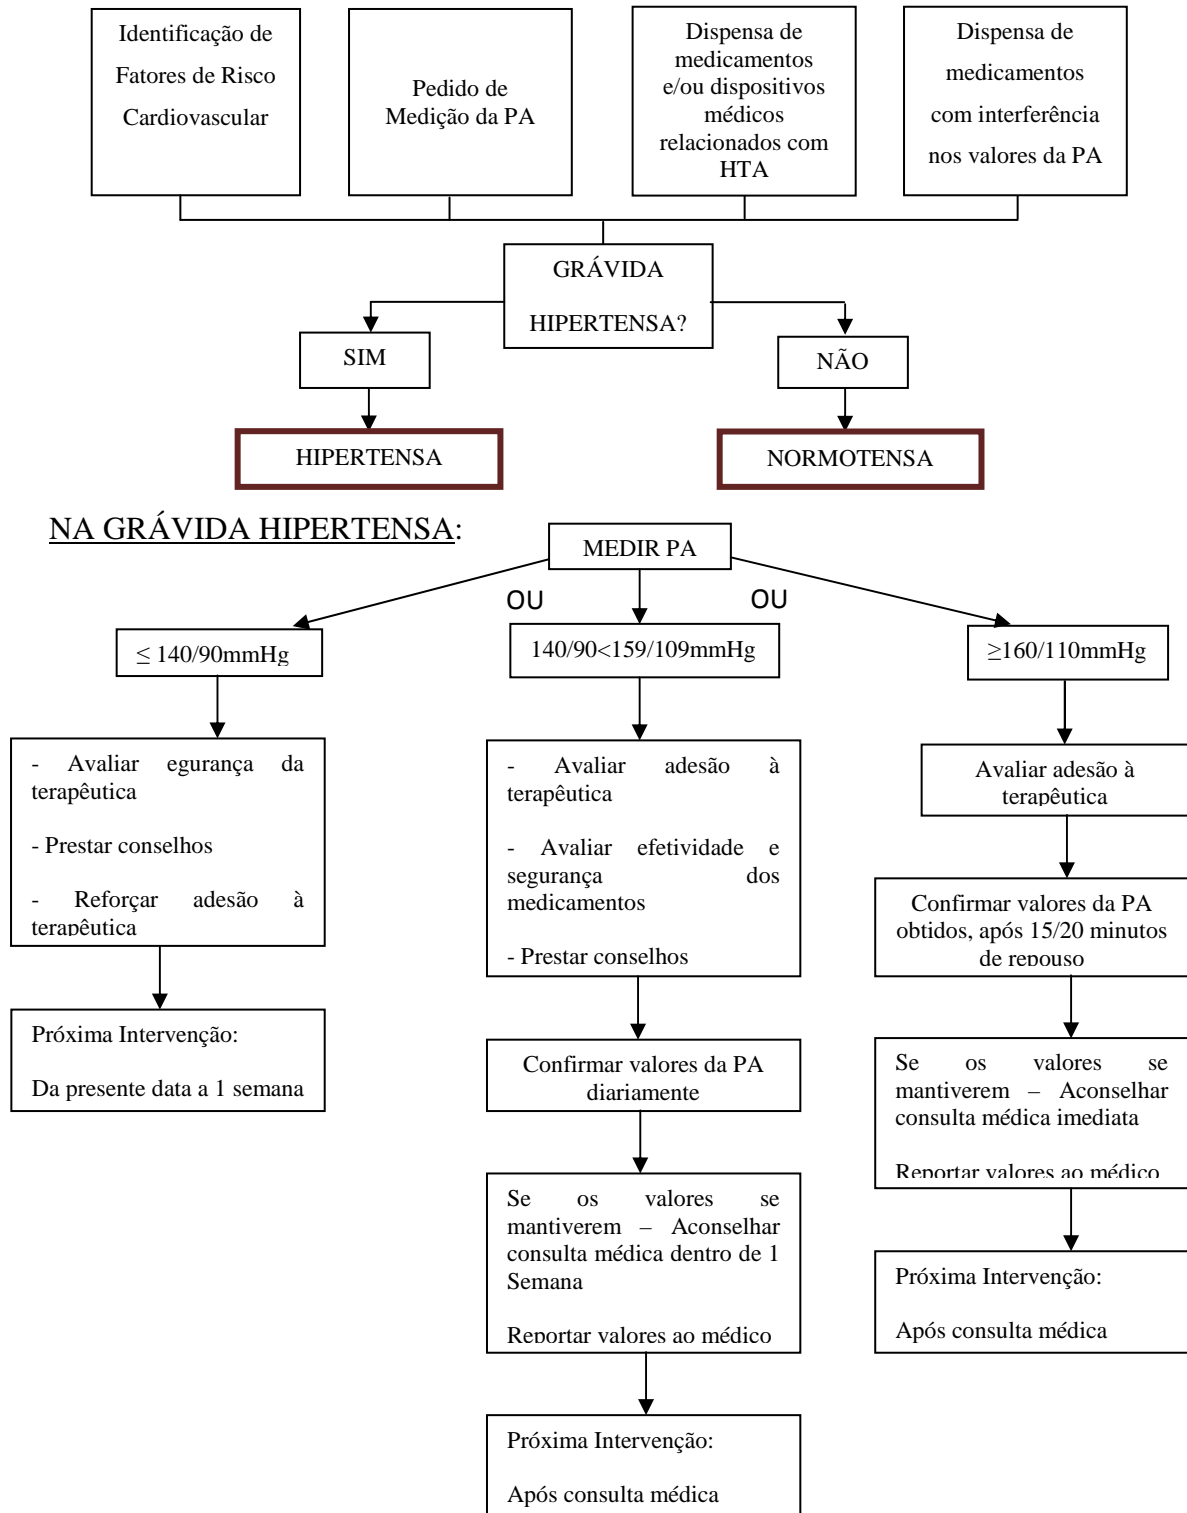 Identificação de
Fatores de Risco
Cardiovascular
Pedido de
Medição da PA
Dispensa de
medicamentos
e/ou dispositivos
médicos
relacionados com
HTA
Dispensa de
medicamentos
com interferência
nos valores da PA
GRÁVIDA
HIPERTENSA?
SIM
NÃO
HIPERTENSA
NORMOTENSA
NA GRÁVIDA HIPERTENSA:
MEDIR PA
OU
OU
≤ 140/90mmHg
140/90<159/109mmHg
≥160/110mmHg
- Avaliar egurança da
terapêutica
- Prestar conselhos
- Reforçar adesão à
terapêutica
Próxima Intervenção:
Da presente data a 1 semana
- Avaliar adesão à
terapêutica
- Avaliar efetividade e
segurança dos
medicamentos
- Prestar conselhos
Confirmar valores da PA
diariamente
Se os valores se
mantiverem – Aconselhar
consulta médica dentro de 1
Semana
Reportar valores ao médico
Próxima Intervenção:
Após consulta médica
Avaliar adesão à
terapêutica
Confirmar valores da PA
obtidos, após 15/20 minutos
de repouso
Se os valores se
mantiverem – Aconselhar
consulta médica imediata
Reportar valores ao médico
Próxima Intervenção:
Após consulta médica